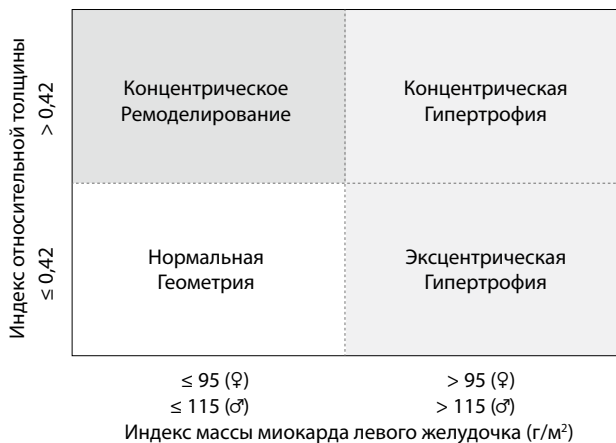 Индекс относительной толщины
> 0,42
≤ 0,42
Концентрическое
Ремоделирование
Концентрическая
Гипертрофия
Нормальная
Геометрия
Эксцентрическая
Гипертрофия
≤ 95 (♀)
≤ 115 (♂)
> 95 (♀)
> 115 (♂)
Индекс массы миокарда левого желудочка (г/м²)